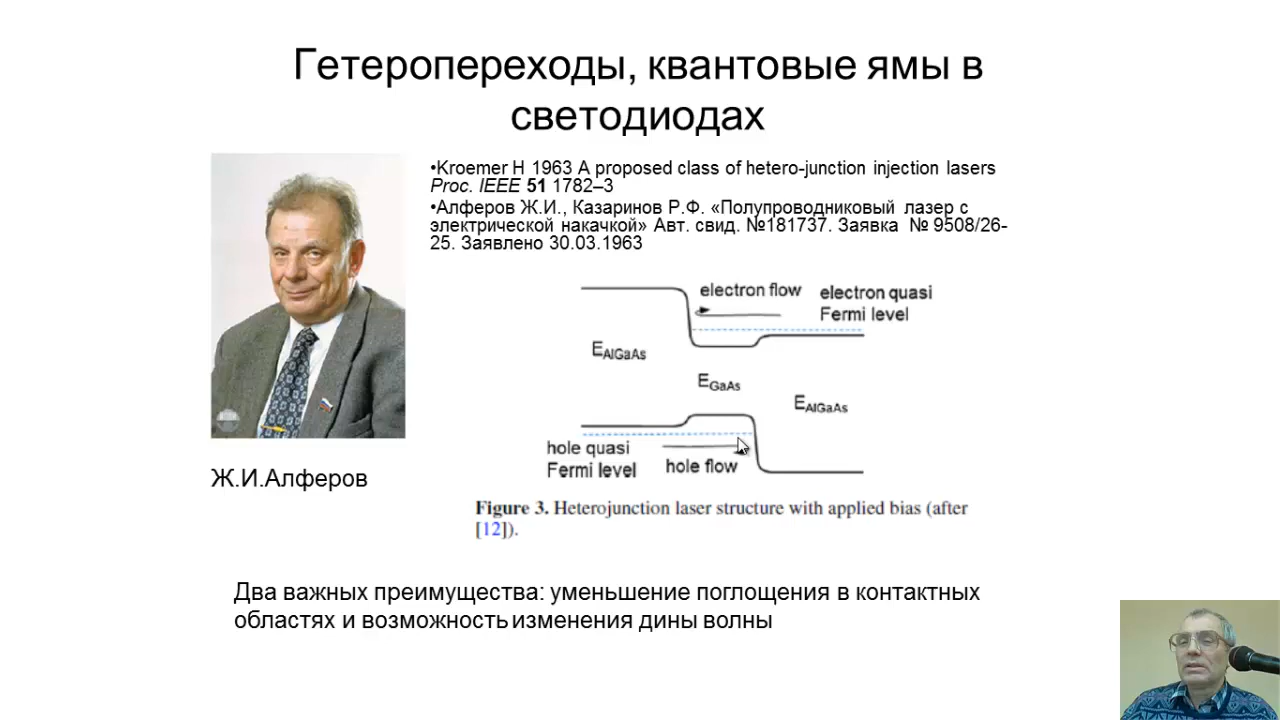 Гетеропереходы, квантовые ямы в
светодиодах
•Kroemer H 1963 A proposed class of hetero-junction injection lasers
Proc. IEEE 51 1782–3
•Алферов Ж.И., Казаринов Р.Ф. «Полупроводниковый лазер с
электрической накачкой» Авт. свид. №181737. Заявка № 9508/26-
25. Заявлено 30.03.1963
electron flow
electron quasi
Fermi level
EAlGaAs
EGaAs
EAlGaAs
hole quasi
Fermi level
hole flow
Ж.И.Алферов
Figure 3. Heterojunction laser structure with applied bias (after
[12]).
Два важных преимущества: уменьшение поглощения в контактных
областях и возможность изменения дины волны